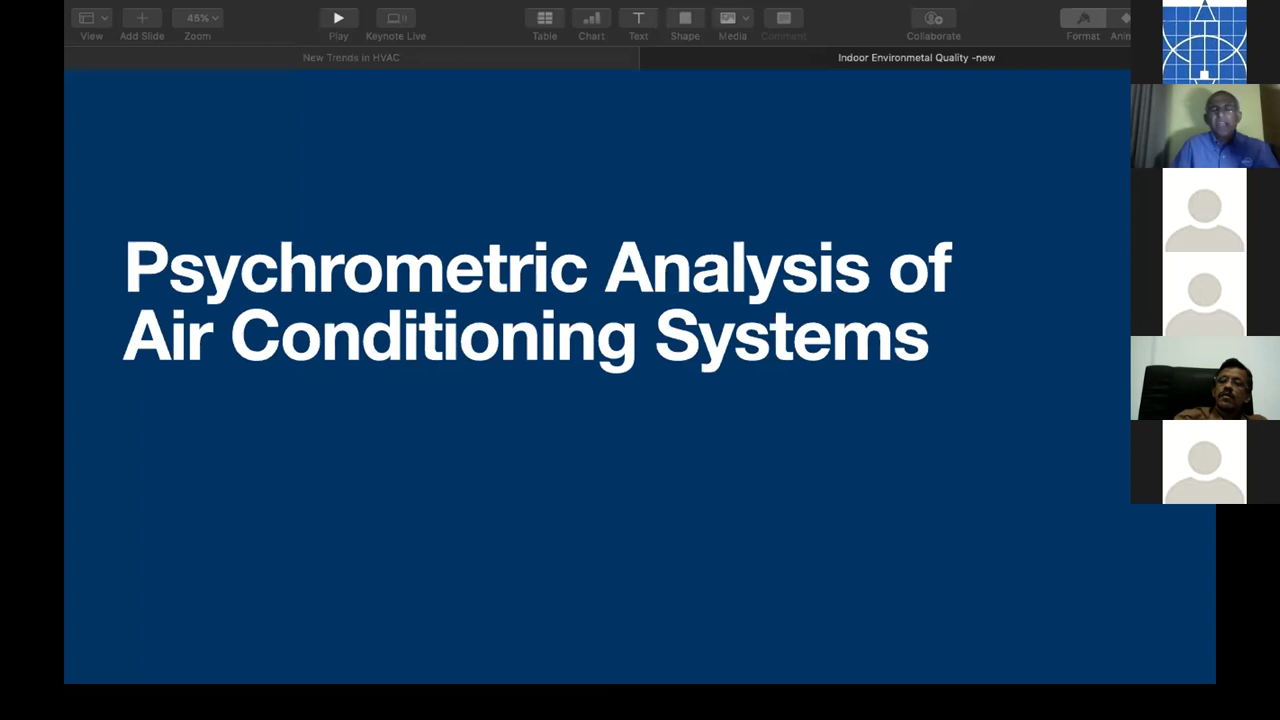 View
Add Slide
45%
Zoom
Play
Keynote Live
Table
Chart
Text
Shape
Media
Comment
Collaborate
Format
Anin
New Trends in HVAC
Indoor Environmetal Quality -new
Psychrometric Analysis of
Air Conditioning Systems